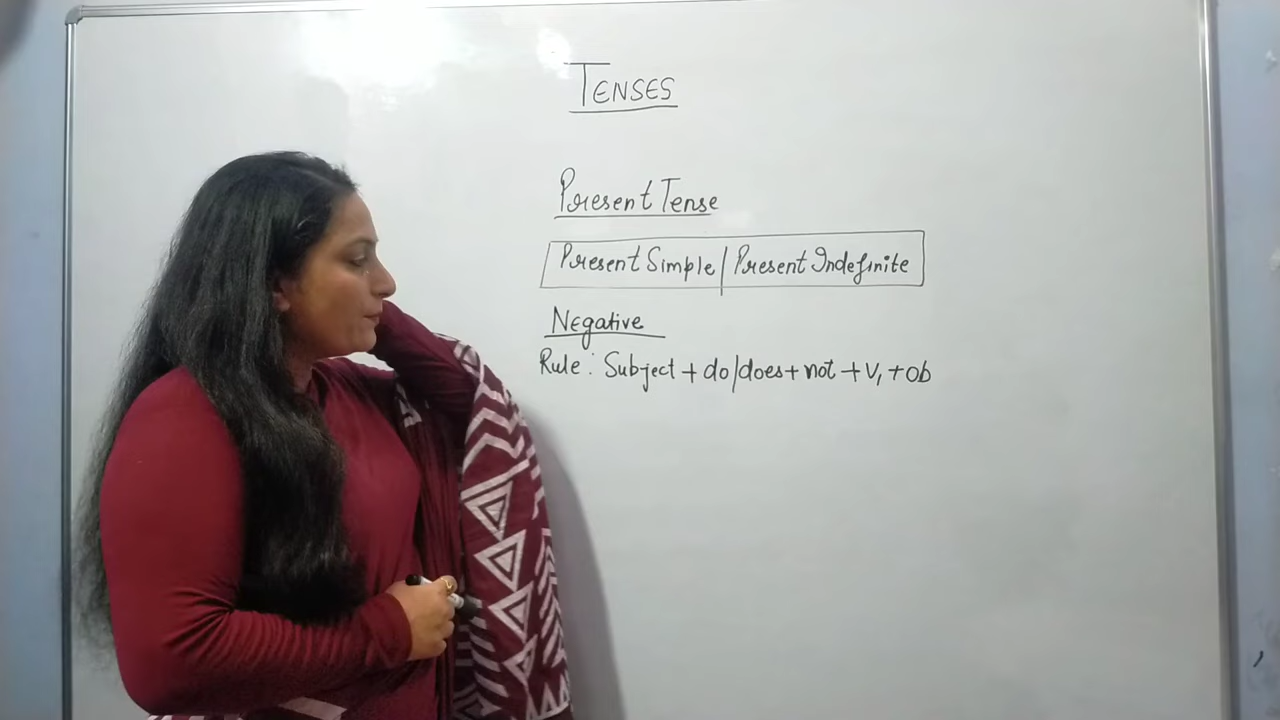 TENSES
Present Tense
Present Simple | Present Indefinite
Negative
Rule: Subject + do/does + not + V₁ + ob